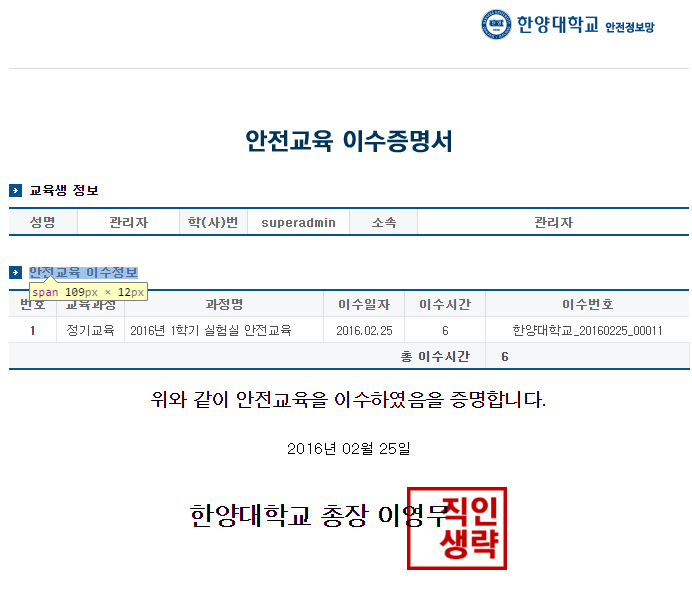 한양대학교 안전정보망
안전교육 이수증명서
교육생 정보
성명 관리자 학(사)번 superadmin 소속 관리자
안전교육 이수정보
span 109px × 12px
번호 교육과정 과정명 이수일자 이수시간 이수번호
1 정기교육 2016년 1학기 실험실 안전교육 2016.02.25 6 한양대학교_20160225_00011
총 이수시간 6
위와 같이 안전교육을 이수하였음을 증명합니다.
2016년 02월 25일
한양대학교 총장 이영무
직인
생략